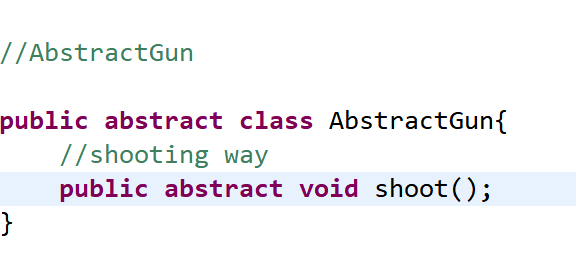 //AbstractGun
public abstract class AbstractGun{
//shooting way
public abstract void shoot();
}